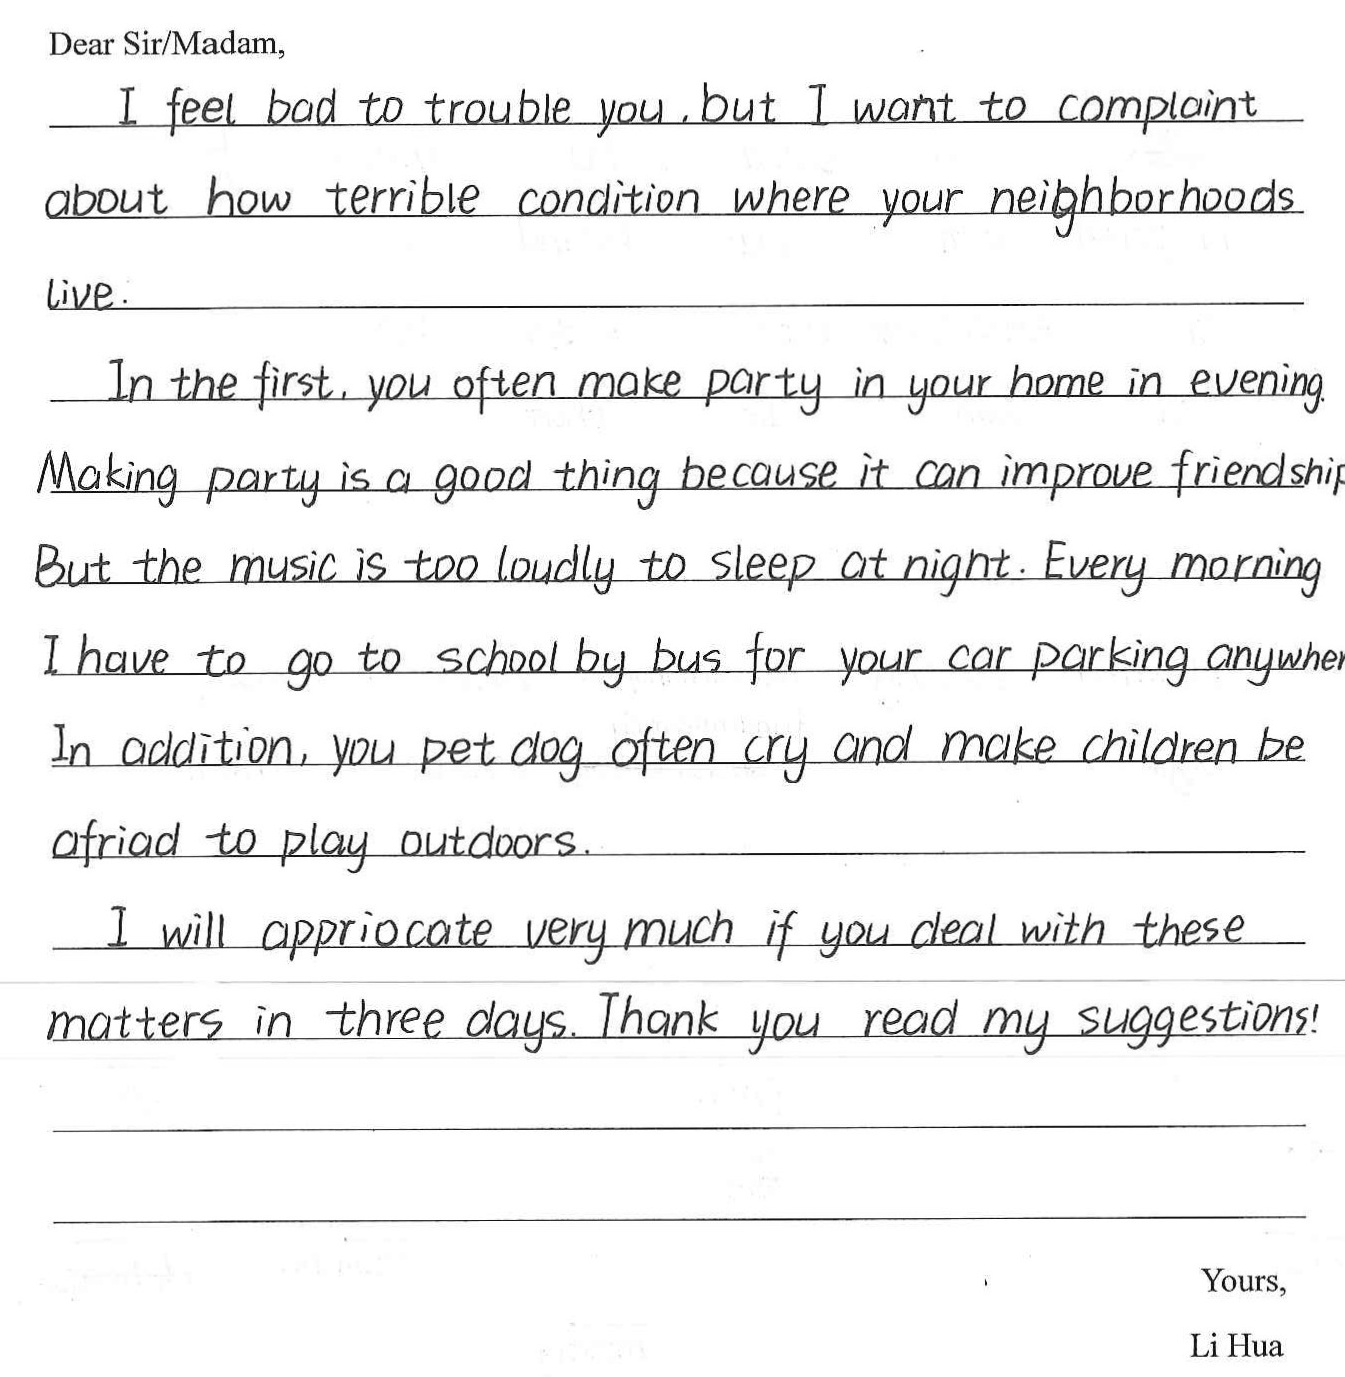 Dear Sir/Madam,
I feel bad to trouble you, but I want to complaint
about how terrible condition where your neighborhoods
live.
In the first, you often make party in your home in evening.
Making party is a good thing because it can improve friendship
But the music is too loudly to sleep at night. Every morning
I have to go to school by bus for your car parking anywher
In addition, you pet dog often cry and make children be
afriad to play outdoors.
I will appriocate very much if you deal with these
matters in three days. Thank you read my suggestions!
Yours,
Li Hua